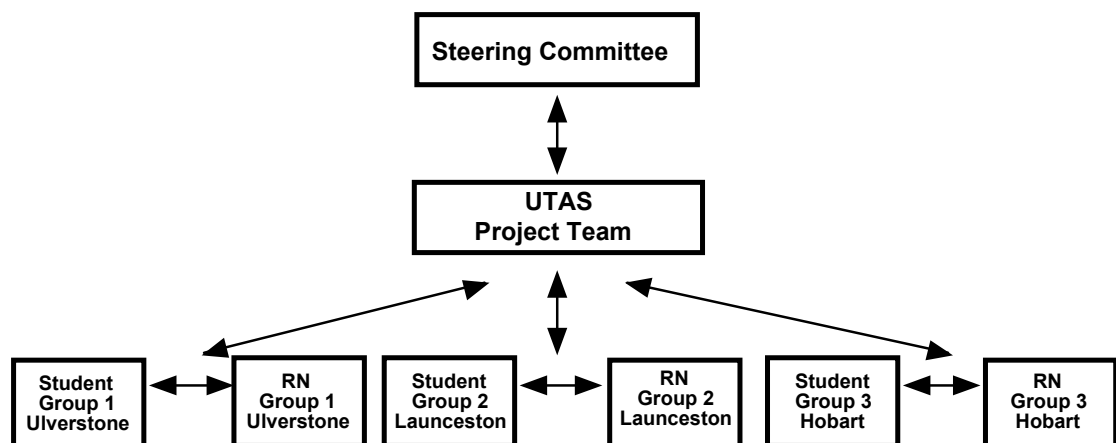 Steering Committee
UTAS
Project Team
Student
Group 1
Ulverstone
RN
Group 1
Ulverstone
Student
Group 2
Launceston
RN
Group 2
Launceston
Student
Group 3
Hobart
RN
Group 3
Hobart